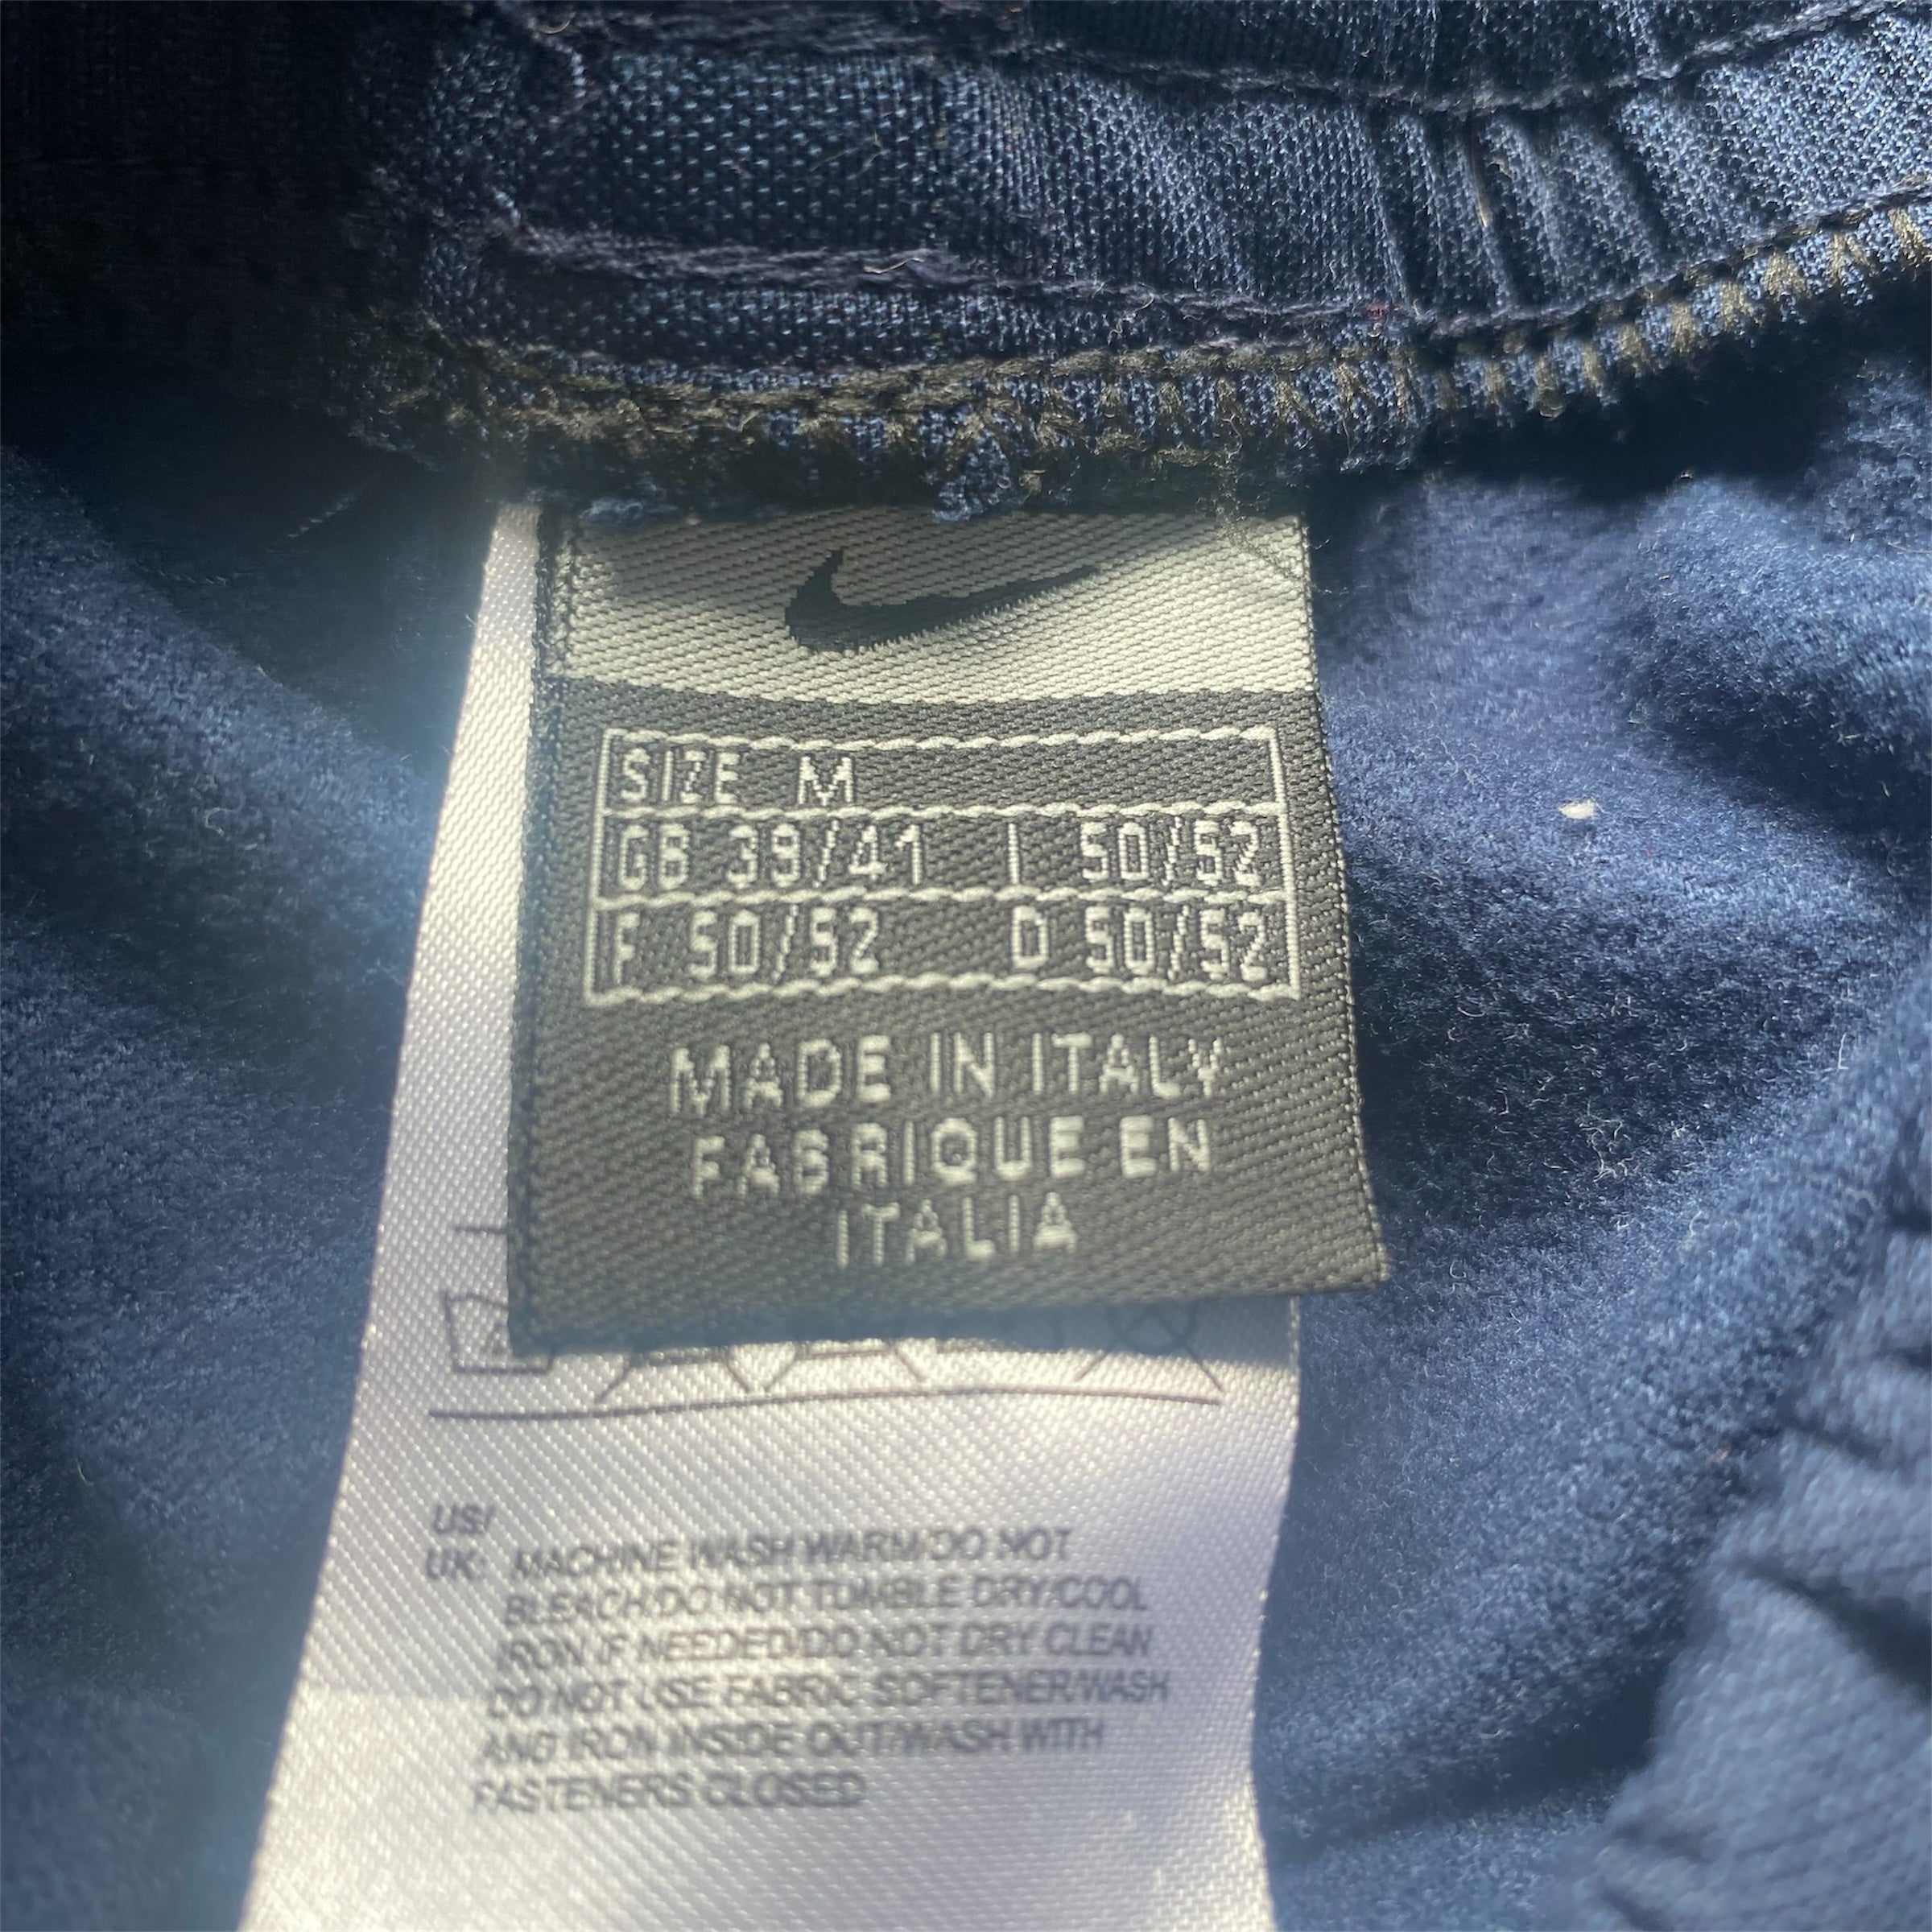 SIZE M
GB 39/41 I 50/52
F 50/52 D 50/52
MADE IN ITALY
FABRIQUE EN
ITALIA
US/
UK: MACHINE WASH WARM/DO NOT
BLEACH/DO NOT TUMBLE DRY/COOL
IRON IF NEEDED/DO NOT DRY CLEAN
DO NOT USE FABRIC SOFTENER/WASH
AND IRON INSIDE OUT/WASH WITH
FASTENERS CLOSED